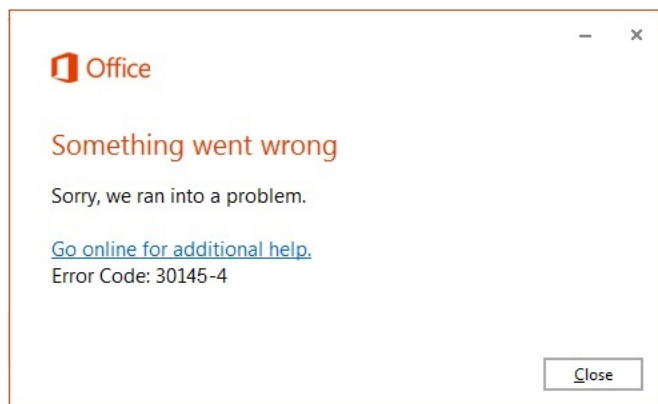 Office
Something went wrong
Sorry, we ran into a problem.
Go online for additional help.
Error Code: 30145-4
Close